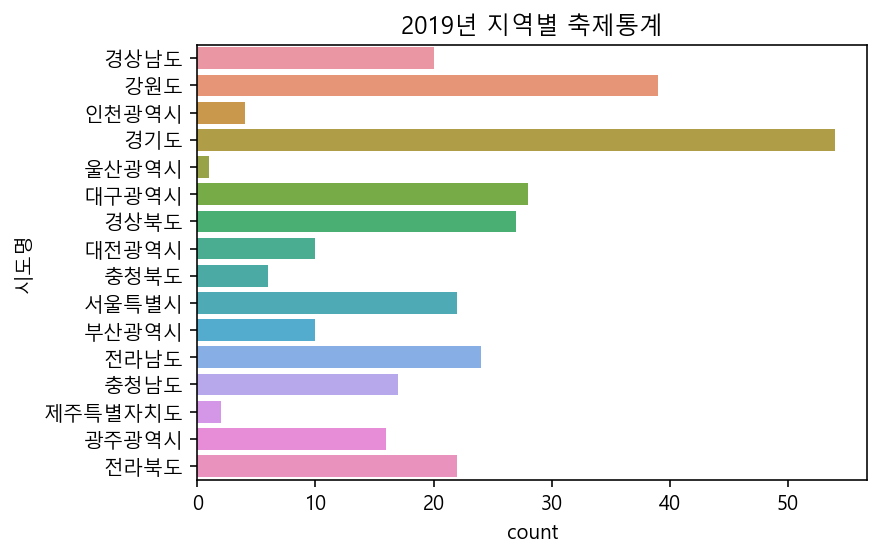 2019년 지역별 축제통계
시도명
경상남도
강원도
인천광역시
경기도
울산광역시
대구광역시
경상북도
대전광역시
충청북도
서울특별시
부산광역시
전라남도
충청남도
제주특별자치도
광주광역시
전라북도
0 10 20 30 40 50
count